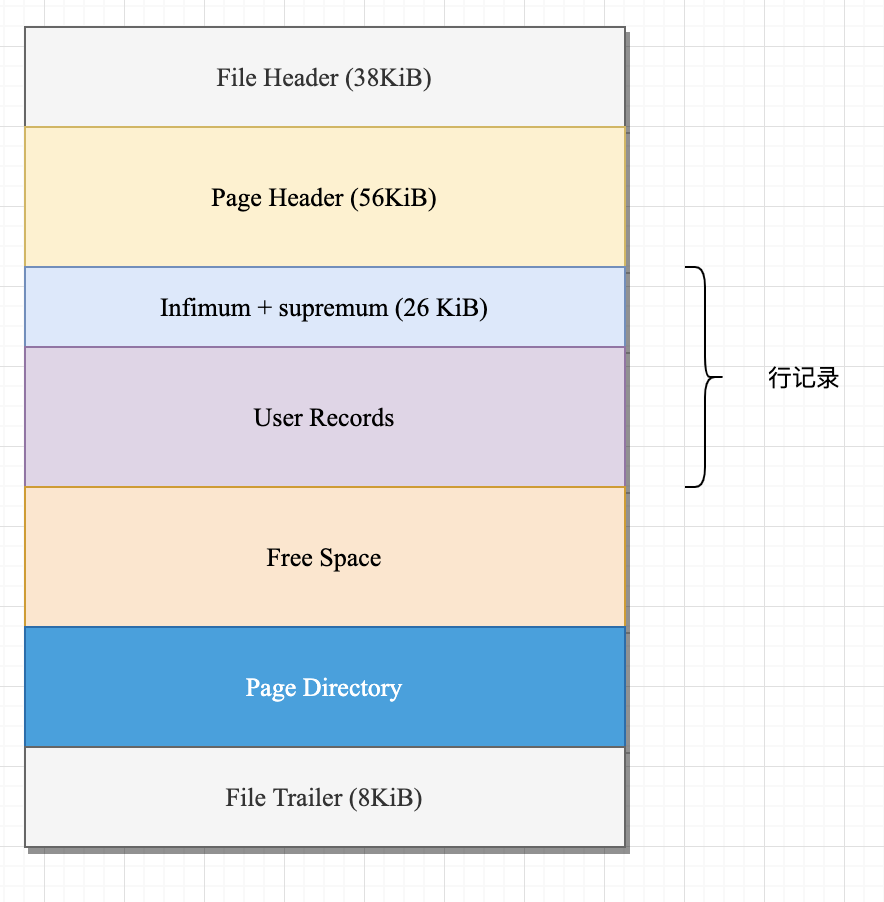 File Header (38KiB)
Page Header (56KiB)
Infimum + supremum (26 KiB)
User Records
行记录
Free Space
Page Directory
File Trailer (8KiB)